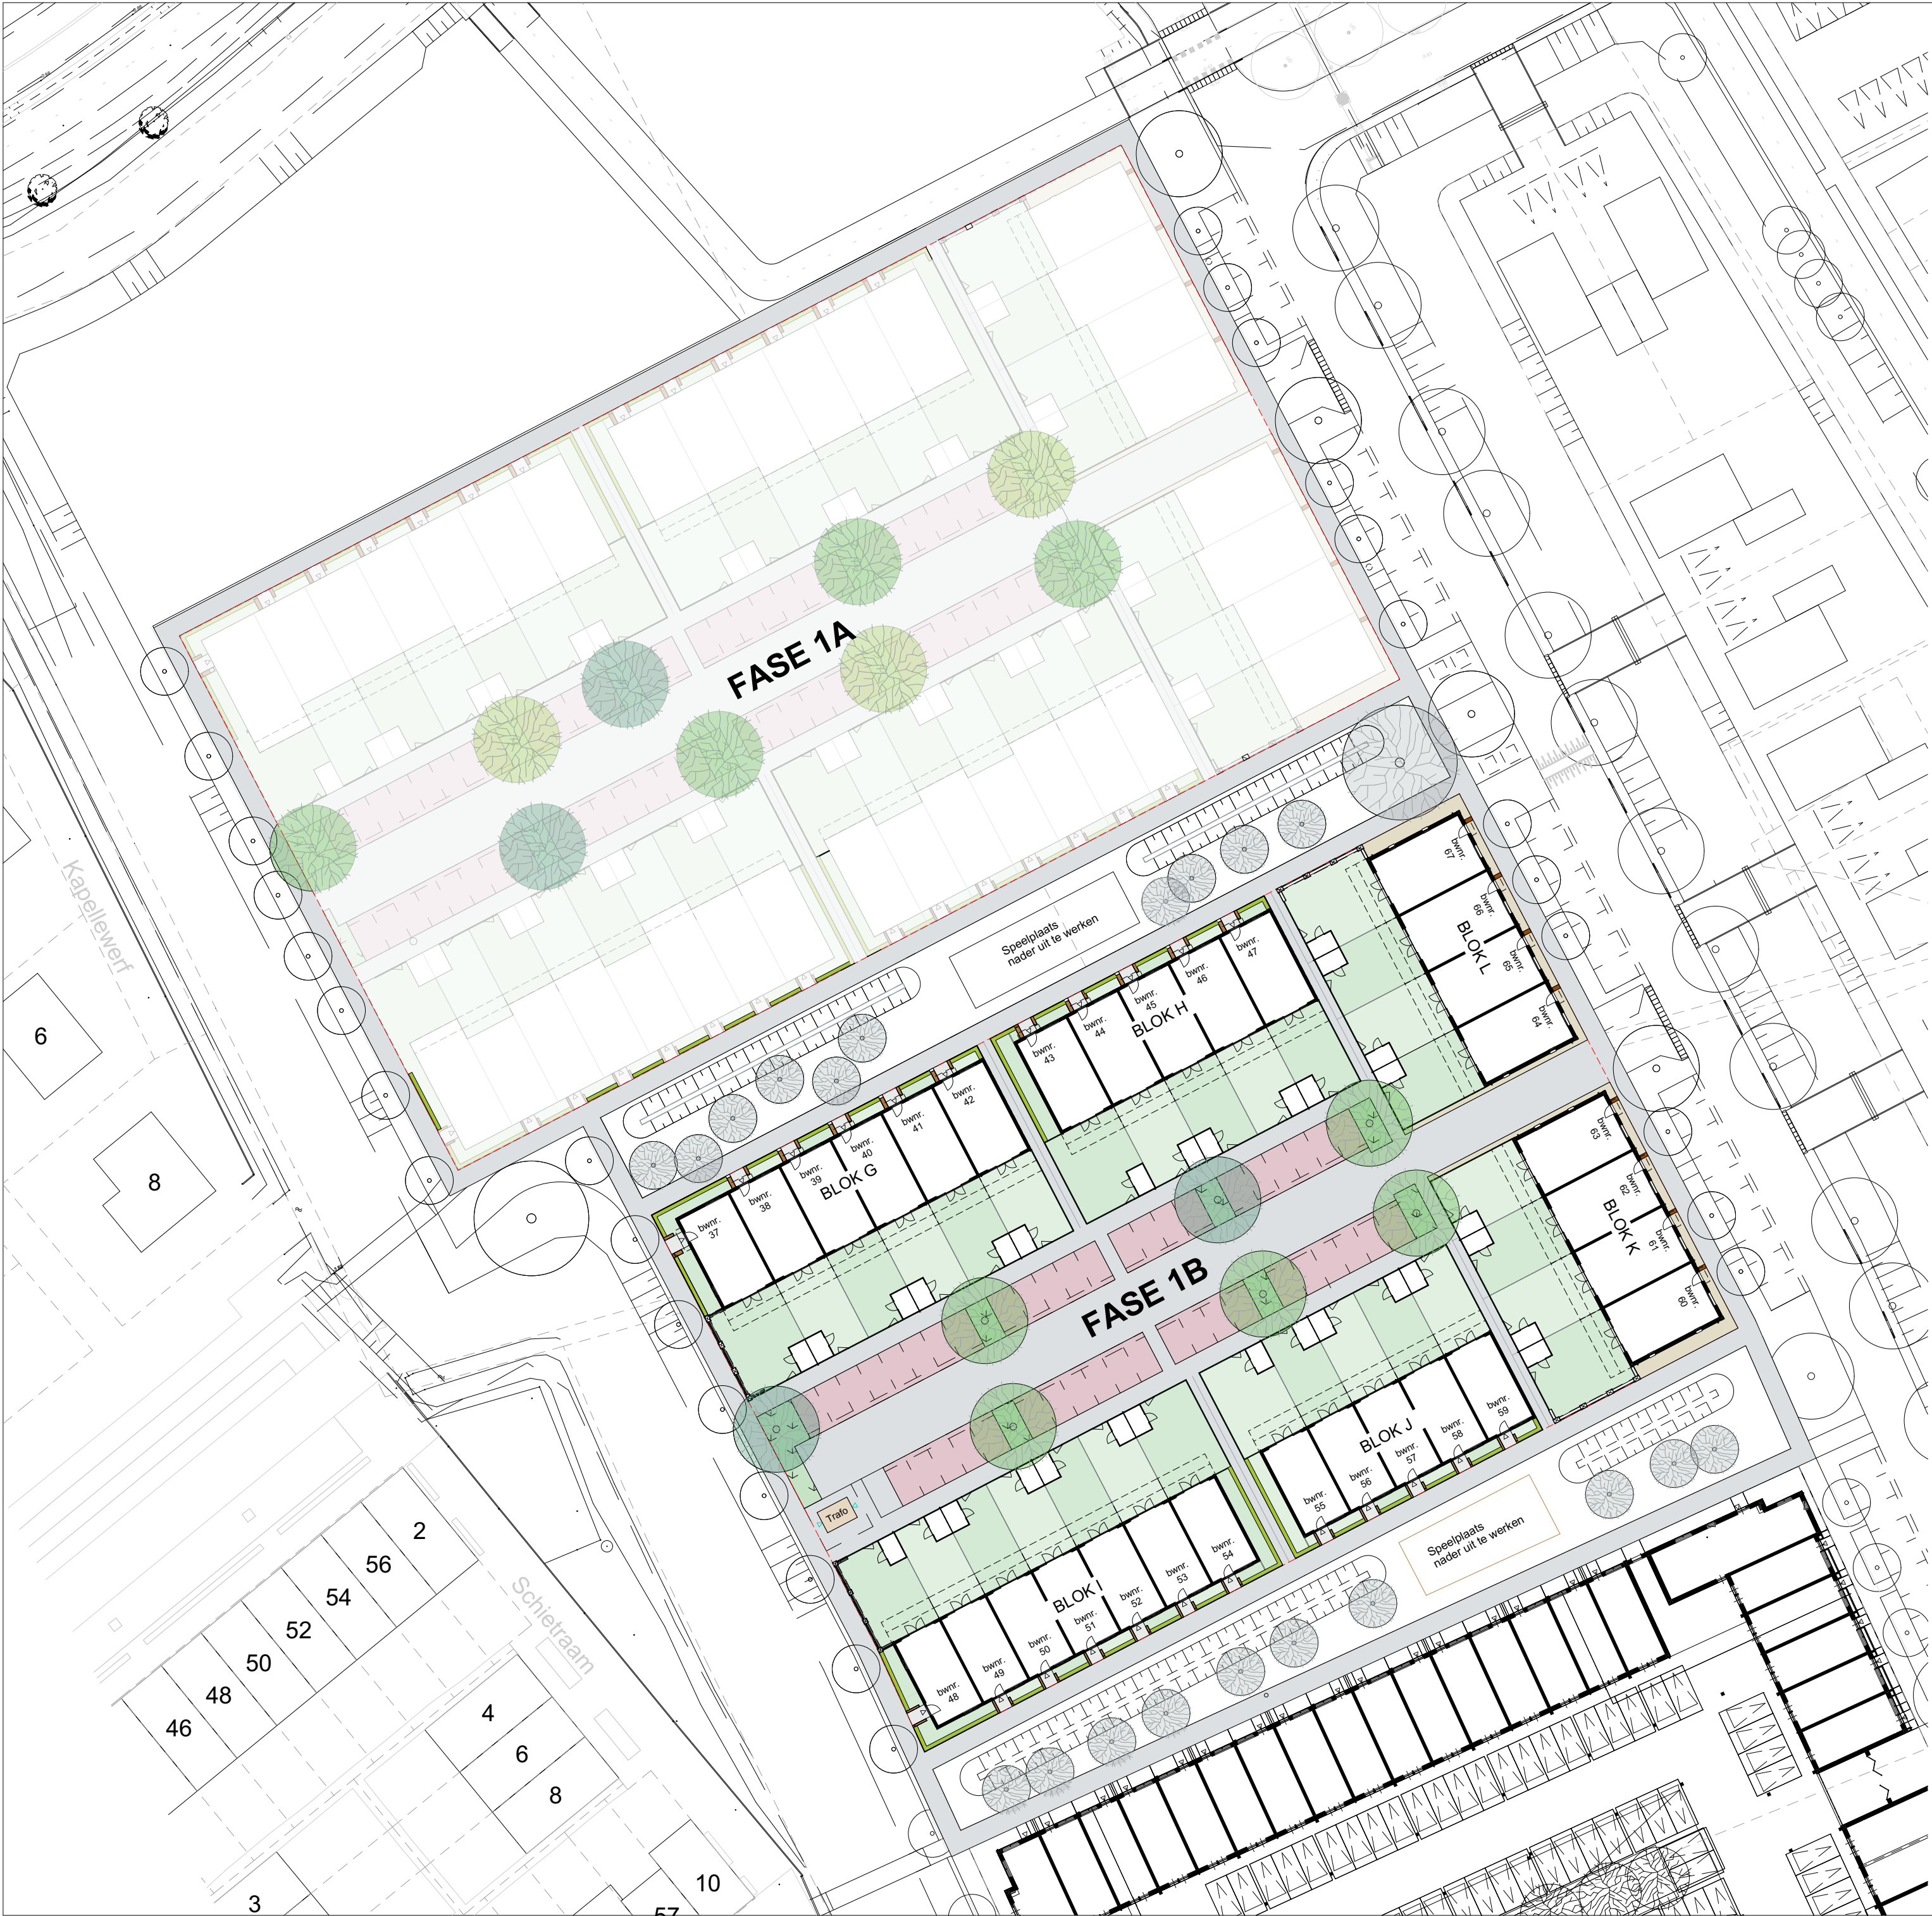 FASE 1A
Kapellewerf
6
8
Speelplaats
nader uit te werken
bwnr.
67
bwnr.
66
BLOK L
bwnr.
65
bwnr.
64
bwnr.
47
bwnr.
46
bwnr.
45
bwnr.
44
bwnr.
43
BLOK H
bwnr.
42
bwnr.
41
bwnr.
40
bwnr.
39
bwnr.
38
bwnr.
37
BLOK G
FASE 1B
bwnr.
63
bwnr.
62
BLOK K
bwnr.
61
bwnr.
60
bwnr.
59
bwnr.
58
bwnr.
57
bwnr.
56
bwnr.
55
BLOK J
Trafo
bwnr.
54
bwnr.
53
bwnr.
52
bwnr.
51
bwnr.
50
bwnr.
49
bwnr.
48
BLOK I
Speelplaats
nader uit te werken
Schietraam
2
56
54
52
50
48
46
4
6
8
10
3
57